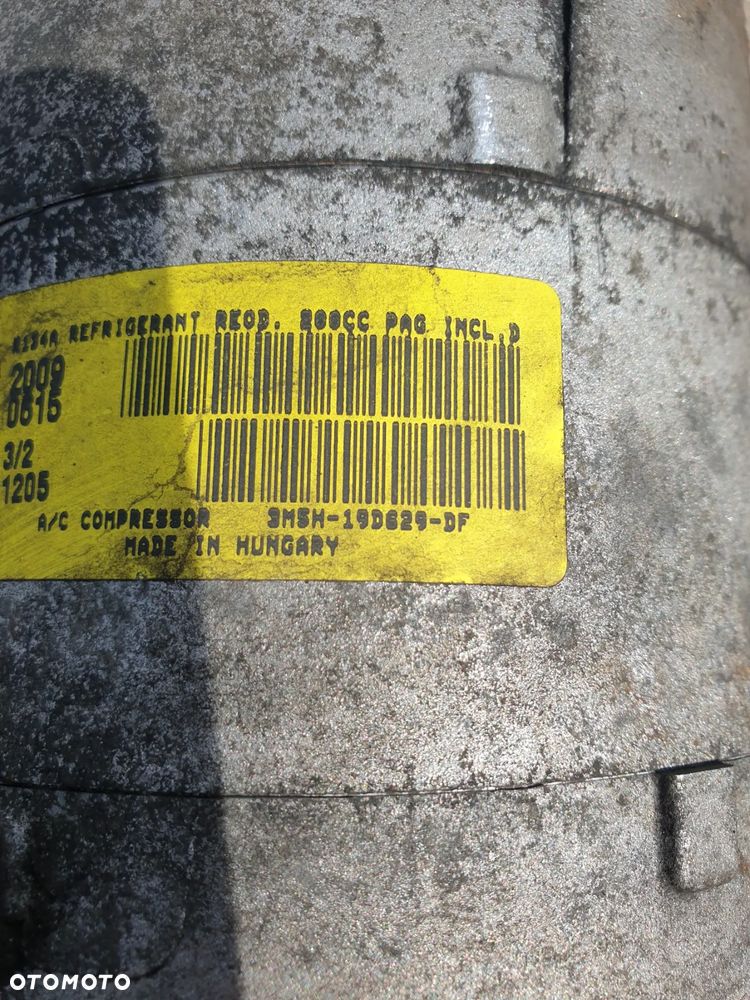 R134A REFRIGERANT REQD. 200CC PAG INCL.D
2009
0615
3/2
1205
A/C COMPRESSOR 3M5H-19D629-DF
MADE IN HUNGARY
OTOMOTO